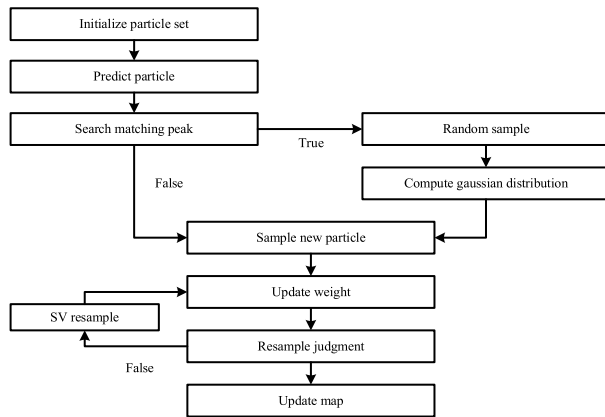 Initialize particle set
Predict particle
Search matching peak
True
Random sample
False
Compute gaussian distribution
Sample new particle
Update weight
SV resample
Resample judgment
False
Update map